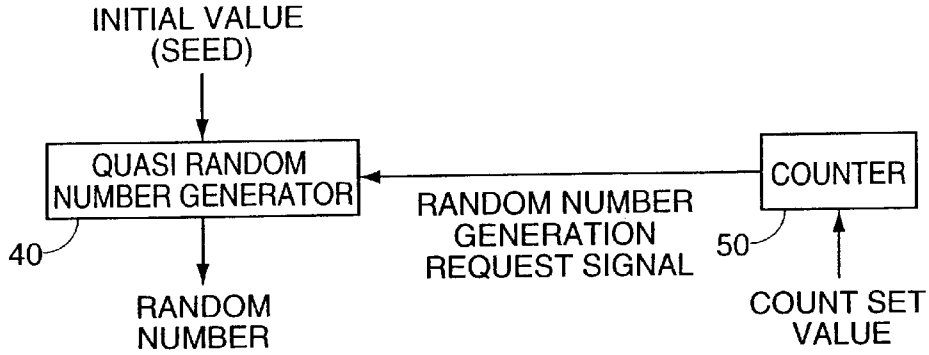 INITIAL VALUE
(SEED)
QUASI RANDOM
NUMBER GENERATOR
COUNTER
RANDOM NUMBER
GENERATION
REQUEST SIGNAL
40
50
RANDOM
NUMBER
COUNT SET
VALUE